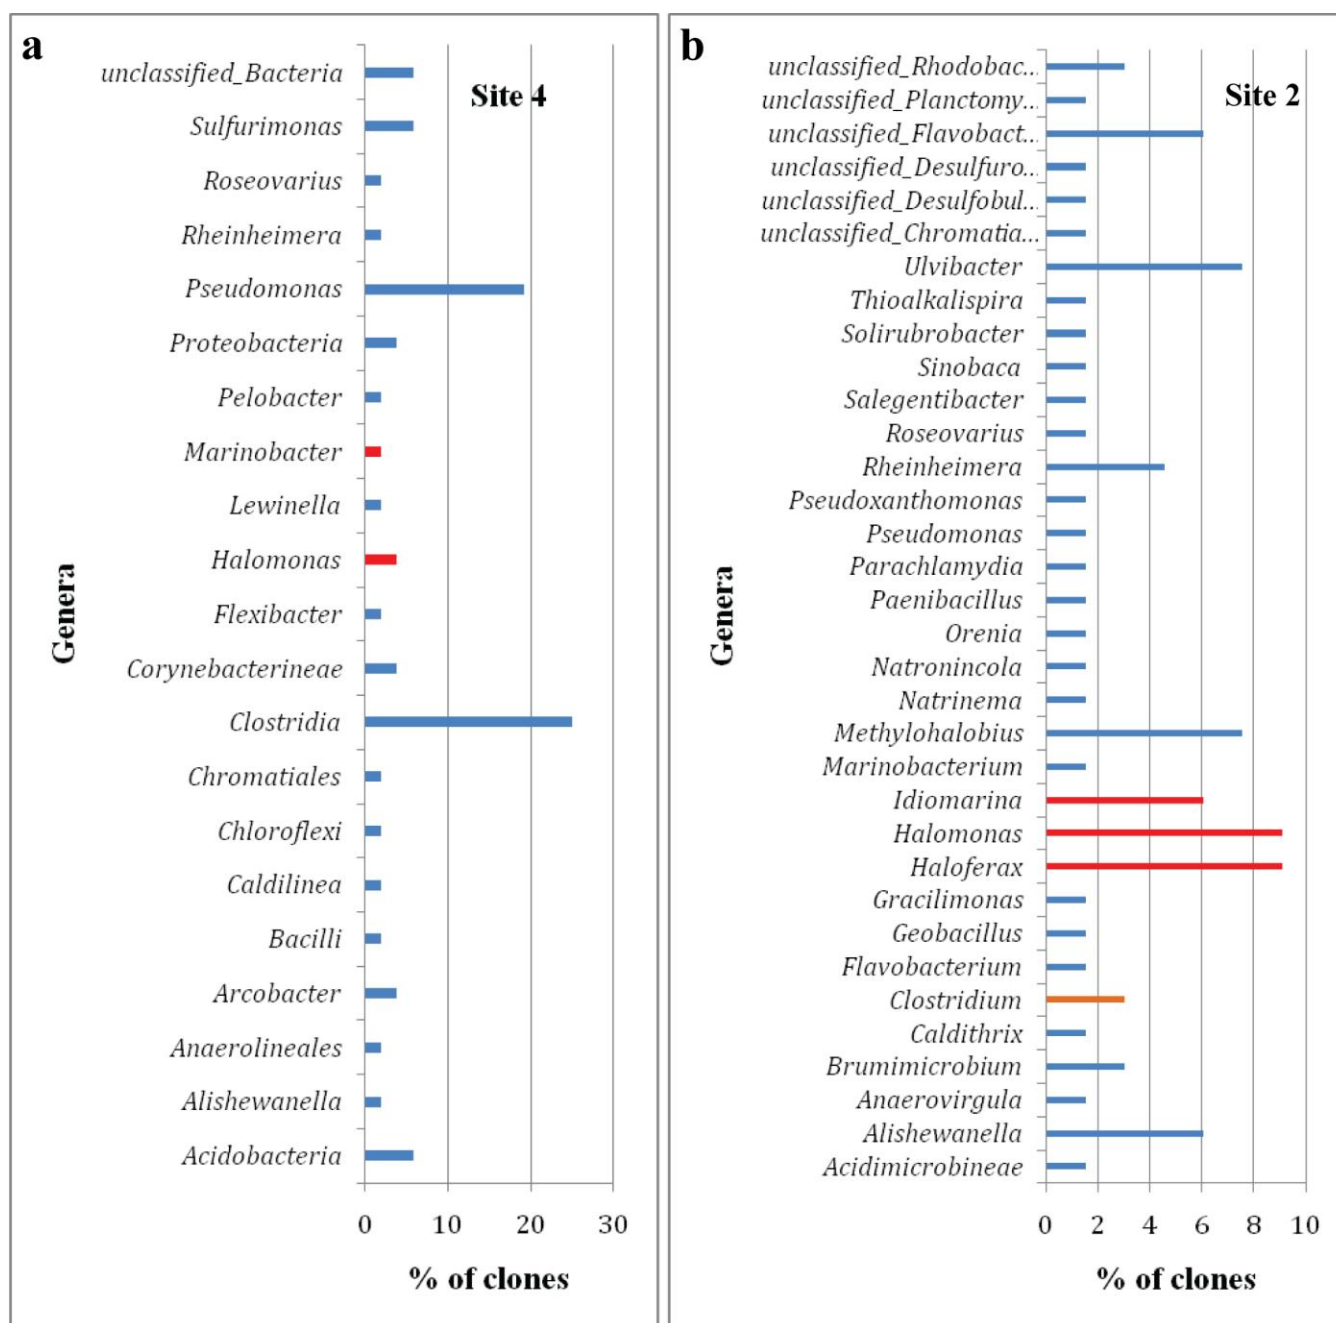 a
Site 4
Genera
unclassified_Bacteria
Sulfurimonas
Roseovarius
Rheinheimera
Pseudomonas
Proteobacteria
Pelobacter
Marinobacter
Lewinella
Halomonas
Flexibacter
Corynebacterineae
Clostridia
Chromatiales
Chloroflexi
Caldilinea
Bacilli
Arcobacter
Anaerolineales
Alishewanella
Acidobacteria
0 10 20 30
% of clones
b
Site 2
Genera
unclassified_Rhodobac...
unclassified_Planctomy...
unclassified_Flavobact...
unclassified_Desulfuro...
unclassified_Desulfobul...
unclassified_Chromatia...
Ulvibacter
Thioalkalispira
Solirubrobacter
Sinobaca
Salegentibacter
Roseovarius
Rheinheimera
Pseudoxanthomonas
Pseudomonas
Parachlamydia
Paenibacillus
Orenia
Natronincola
Natrinema
Methylohalobius
Marinobacterium
Idiomarina
Halomonas
Haloferax
Gracilimonas
Geobacillus
Flavobacterium
Clostridium
Caldithrix
Brumimicrobium
Anaerovirgula
Alishewanella
Acidimicrobineae
0 2 4 6 8 10
% of clones